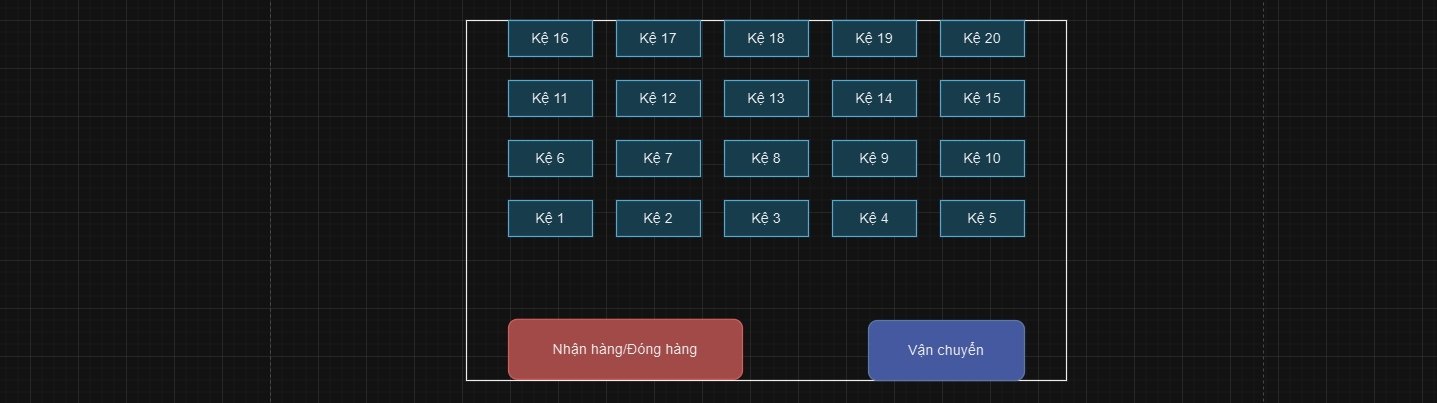 Kệ 16
Kệ 17
Kệ 18
Kệ 19
Kệ 20
Kệ 11
Kệ 12
Kệ 13
Kệ 14
Kệ 15
Kệ 6
Kệ 7
Kệ 8
Kệ 9
Kệ 10
Kệ 1
Kệ 2
Kệ 3
Kệ 4
Kệ 5
Nhận hàng/Đóng hàng
Vận chuyển